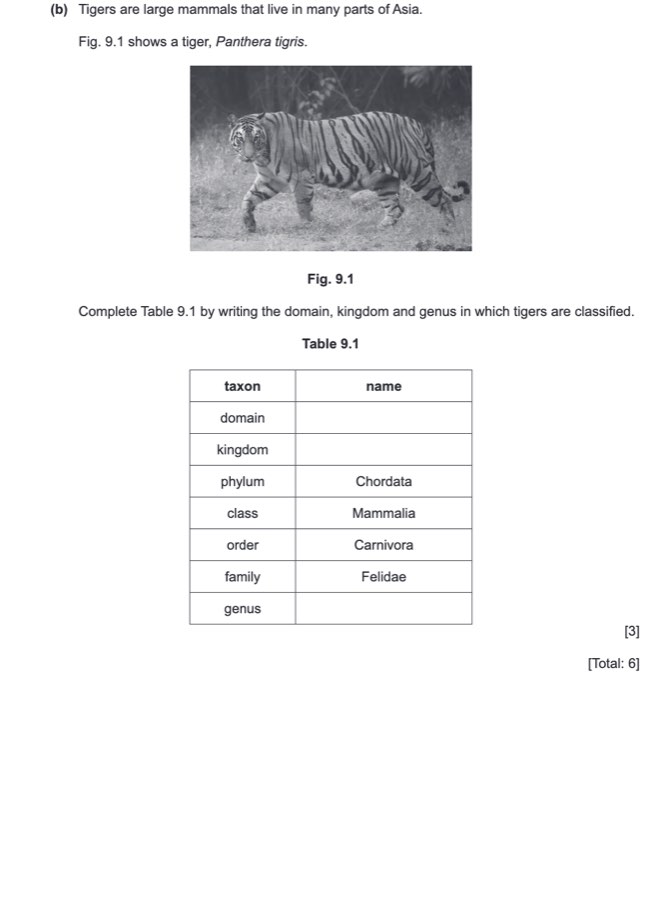 (b) Tigers are large mammals that live in many parts of Asia.
Fig. 9.1 shows a tiger, Panthera tigris.
Fig. 9.1
Complete Table 9.1 by writing the domain, kingdom and genus in which tigers are classified.
Table 9.1
taxon name
domain
kingdom
phylum Chordata
class Mammalia
order Carnivora
family Felidae
genus
[3]
[Total: 6]